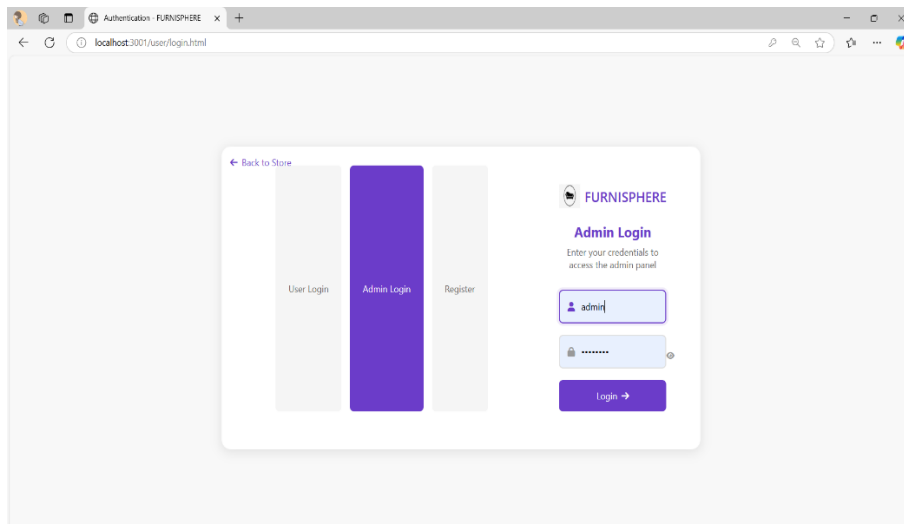 Authentication - FURNISPHERE
localhost:3001/user/login.html
Back to Store
User Login
Admin Login
Register
FURNISPHERE
Admin Login
Enter your credentials to
access the admin panel
admin
••••••••
Login